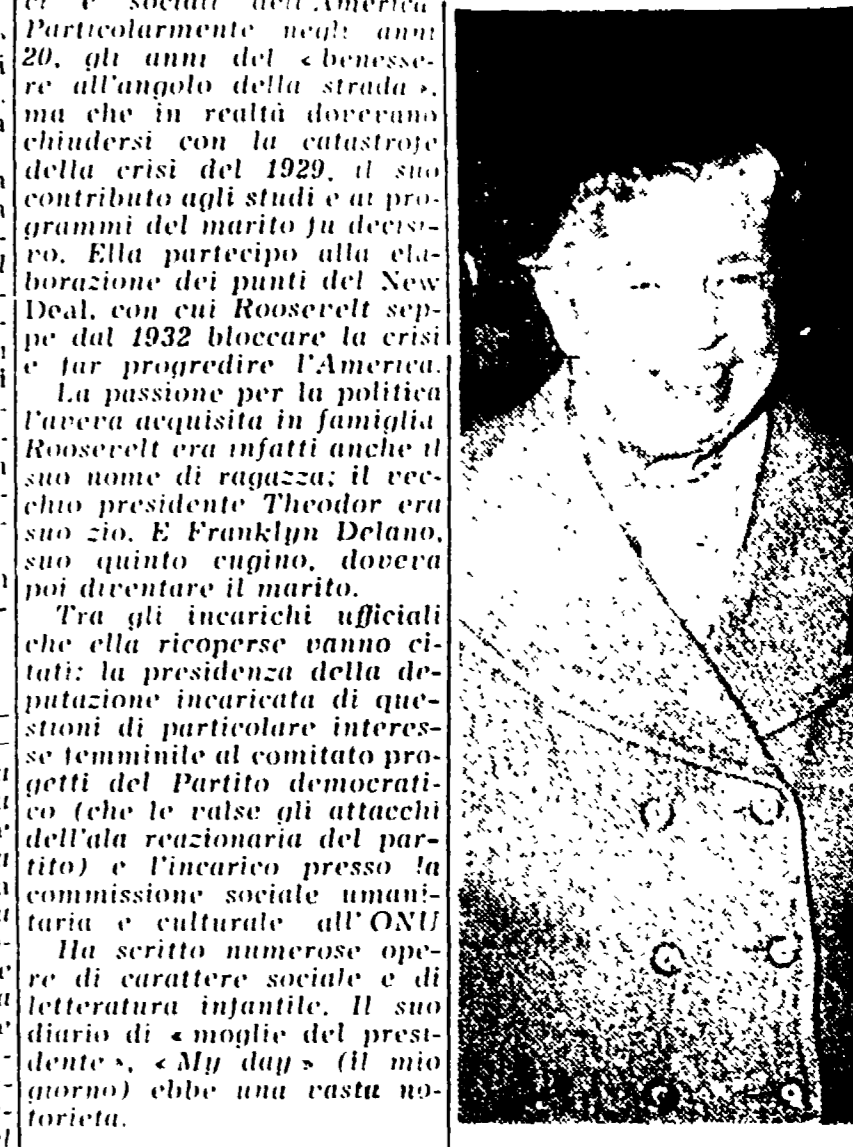 ci e sociali dell'America
Particolarmente negli anni
20, gli anni del « benesse-
re all'angolo della strada »,
ma che in realtà dovevano
chiudersi con la catastrofe
della crisi del 1929, il suo
contributo agli studi e ai pro-
grammi del marito fu decisi-
vo. Ella partecipò alla ela-
borazione dei punti del New
Deal, con cui Roosevelt sep-
pe dal 1932 bloccare la crisi
e far progredire l'America.
La passione per la politica
l'aveva acquisita in famiglia
Roosevelt era infatti anche il
suo nome di ragazza; il vec-
chio presidente Theodor era
suo zio. E Franklyn Delano,
suo quinto cugino, doveva
poi diventare il marito.
Tra gli incarichi ufficiali
che ella ricoperse vanno ci-
tati: la presidenza della de-
putazione incaricata di que-
stioni di particolare interes-
se femminile al comitato pro-
getti del Partito democrati-
co (che le valse gli attacchi
dell'ala reazionaria del par-
tito) e l'incarico presso la
commissione sociale umani-
taria e culturale all'ONU
Ha scritto numerose ope-
re di carattere sociale e di
letteratura infantile. Il suo
diario di « moglie del presi-
dente », « My day » (il mio
giorno) ebbe una vasta no-
torietà.